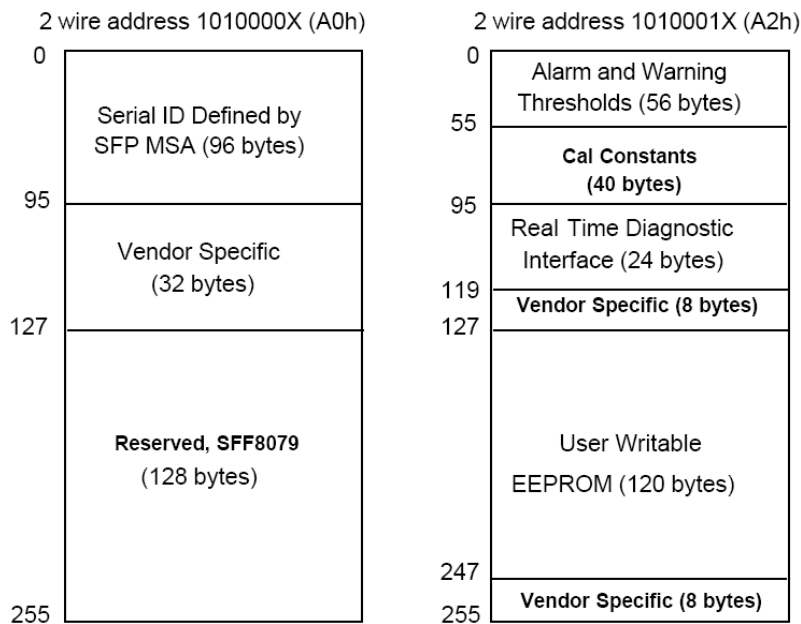 2 wire address 1010000X (A0h)
0
Serial ID Defined by
SFP MSA (96 bytes)
95
Vendor Specific
(32 bytes)
127
Reserved, SFF8079
(128 bytes)
255
2 wire address 1010001X (A2h)
0
Alarm and Warning
Thresholds (56 bytes)
55
Cal Constants
(40 bytes)
95
Real Time Diagnostic
Interface (24 bytes)
119
Vendor Specific (8 bytes)
127
User Writable
EEPROM (120 bytes)
247
Vendor Specific (8 bytes)
255